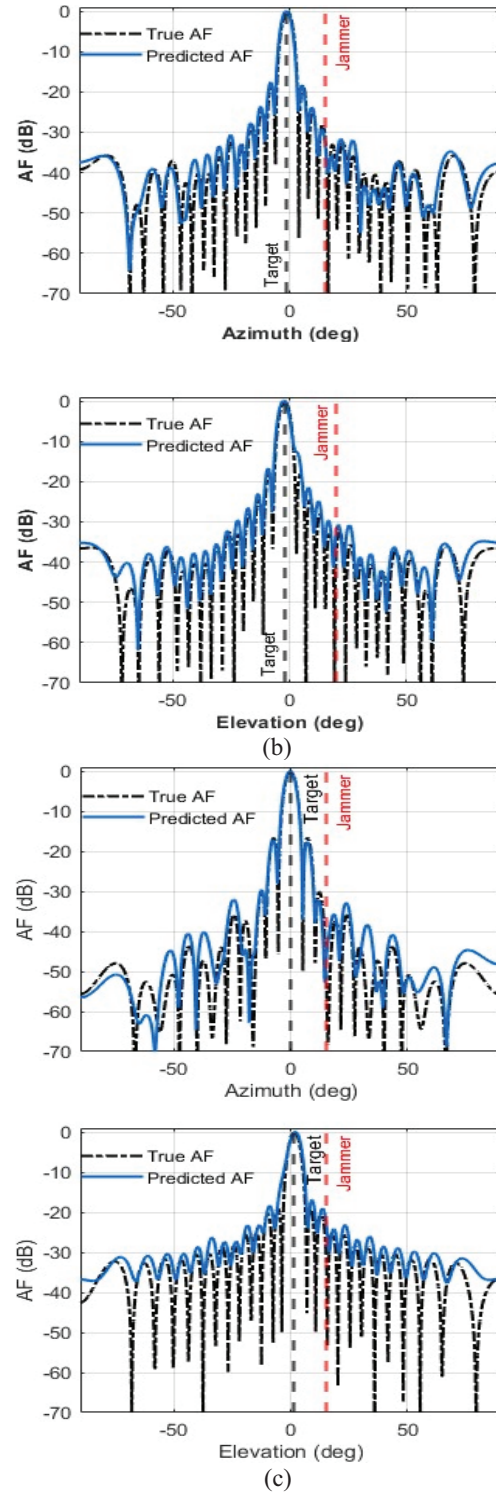 0
-10
-20
-30
-40
-50
-60
-70
AF (dB)
True AF
Predicted AF
Target
Jammer
-50 0 50
Azimuth (deg)
0
-10
-20
-30
-40
-50
-60
-70
AF (dB)
True AF
Predicted AF
Target
Jammer
-50 0 50
Elevation (deg)
(b)
0
-10
-20
-30
-40
-50
-60
-70
AF (dB)
True AF
Predicted AF
Target
Jammer
-50 0 50
Azimuth (deg)
0
-10
-20
-30
-40
-50
-60
-70
AF (dB)
True AF
Predicted AF
Target
Jammer
-50 0 50
Elevation (deg)
(c)